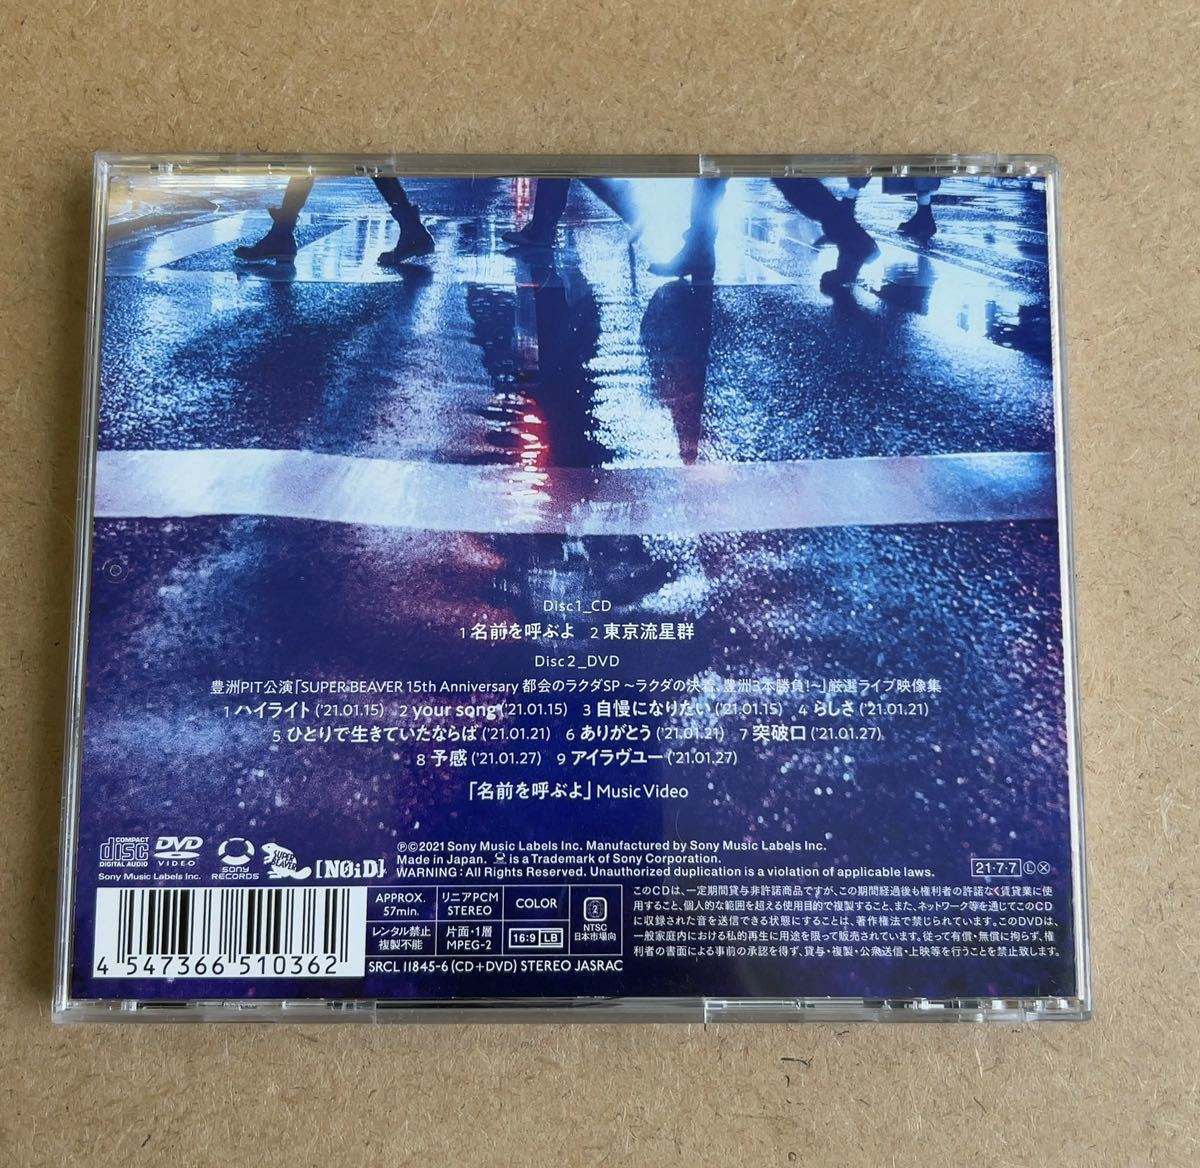 Disc1_CD
1 名前を呼ぶよ 2 東京流星群
Disc2_DVD
豊洲PIT公演「SUPER BEAVER 15th Anniversary 都会のラクダSP ～ラクダの決着、豊洲3本勝負!～」厳選ライブ映像集
1 ハイライト('21.01.15) 2 your song('21.01.15) 3 自慢になりたい('21.01.15) 4 らしさ('21.01.21)
5 ひとりで生きていたならば('21.01.21) 6 ありがとう('21.01.21) 7 突破口('21.01.27)
8 予感('21.01.27) 9 アイラヴユー('21.01.27)
「名前を呼ぶよ」Music Video
COMPACT disc DIGITAL AUDIO
DVD VIDEO
Sony Music Labels Inc.
SONY RECORDS
SUPER BEAVER
[NOiD]
Ⓟ©2021 Sony Music Labels Inc. Manufactured by Sony Music Labels Inc.
Made in Japan. is a Trademark of Sony Corporation.
WARNING: All Rights Reserved. Unauthorized duplication is a violation of applicable laws.
21・7・7 Ⓛ Ⓧ
4 547366 510362
APPROX. 57min.
リニアPCM STEREO
COLOR
レンタル禁止 複製不能
片面・1層 MPEG-2
16:9 LB
2 NTSC 日本市場向
SRCL 11845-6 (CD+DVD) STEREO JASRAC
このCDは、一定期間貸与非許諾商品ですが、この期間経過後も権利者の許諾なく賃貸業に使
用すること、個人的な範囲を超える使用目的で複製すること、また、ネットワーク等を通じてこのCD
に収録された音を送信できる状態にすることは、著作権法で禁じられています。このDVDは、
一般家庭内における私的再生に用途を限って販売されています。従って有償・無償に拘らず、権
利者の書面による事前の承認を得ず、貸与・複製・公衆送信・上映等を行うことを禁止致します。